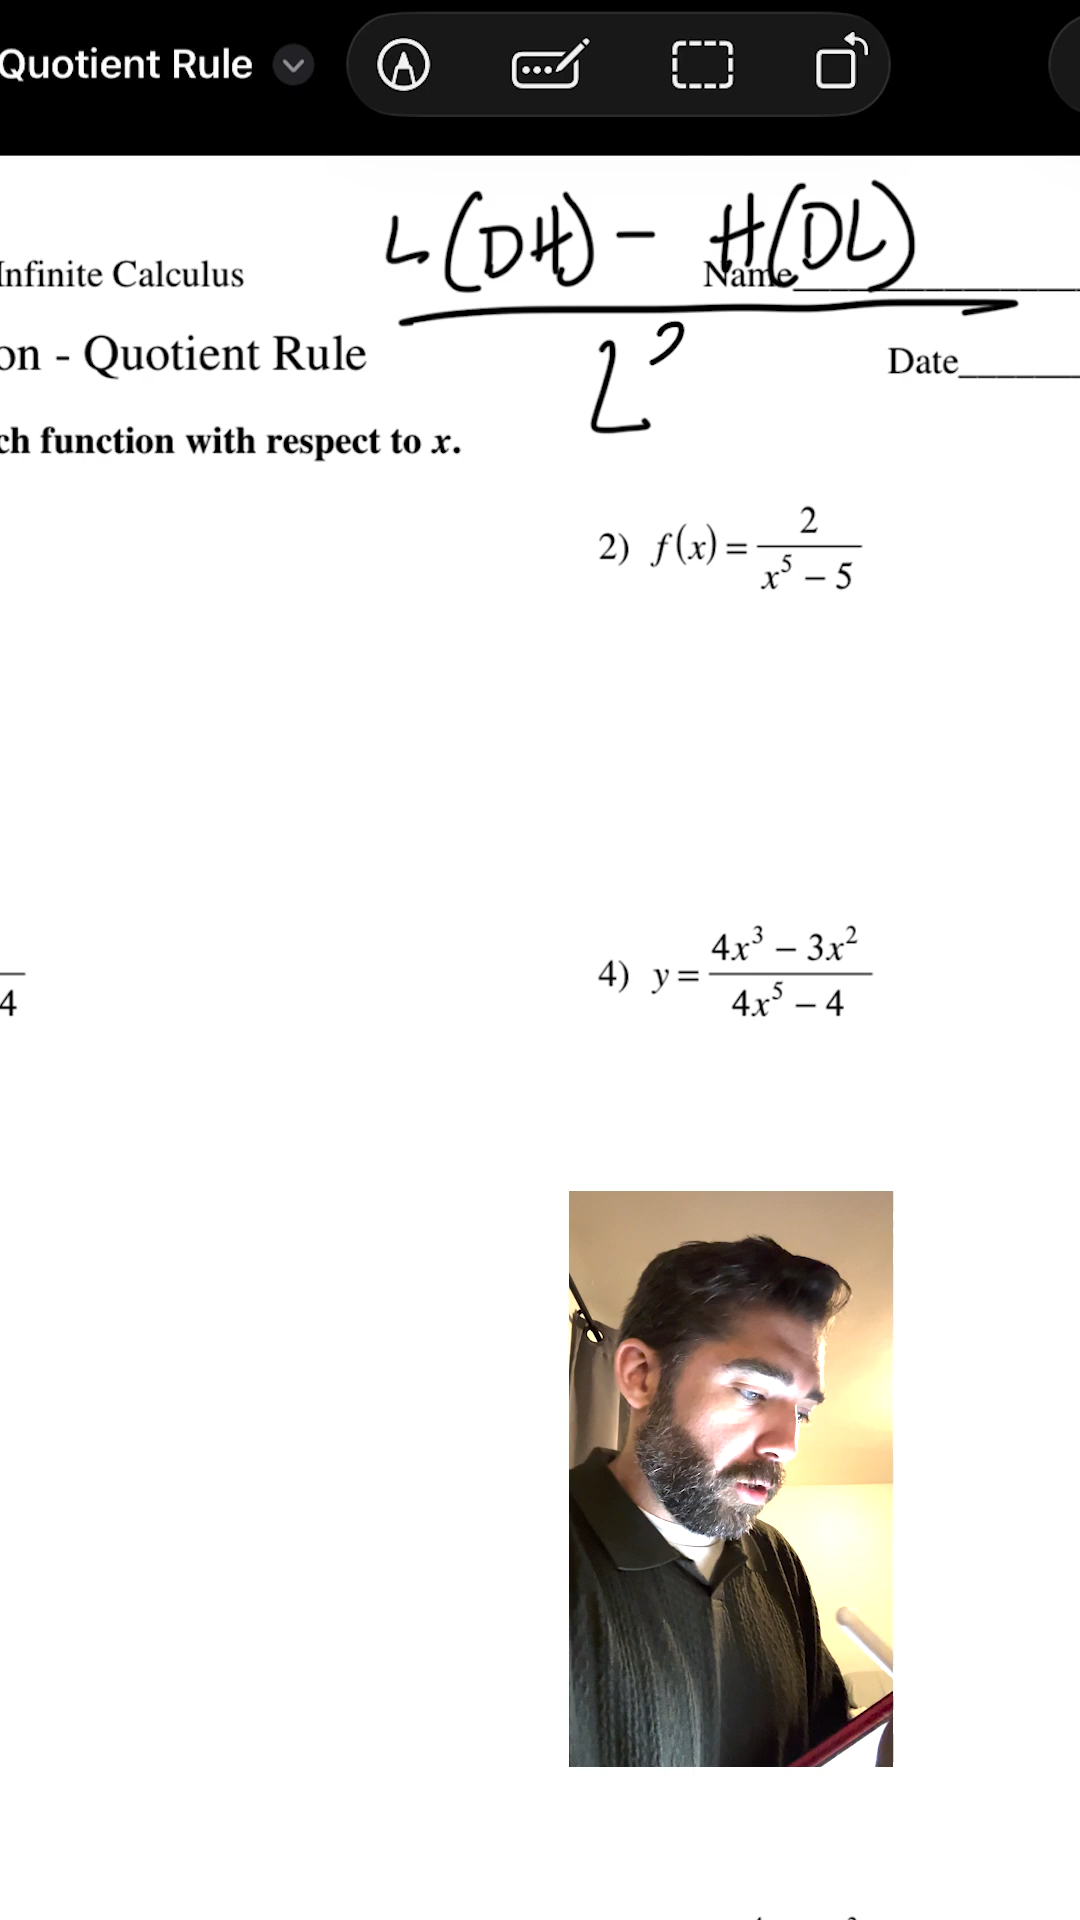 Quotient Rule
L(DH) - H(DL)
L²
Infinite Calculus
Name
on - Quotient Rule
Date
ch function with respect to x.
2) f(x) = 2 / (x⁵ − 5)
4
4) y = (4x³ − 3x²) / (4x⁵ − 4)